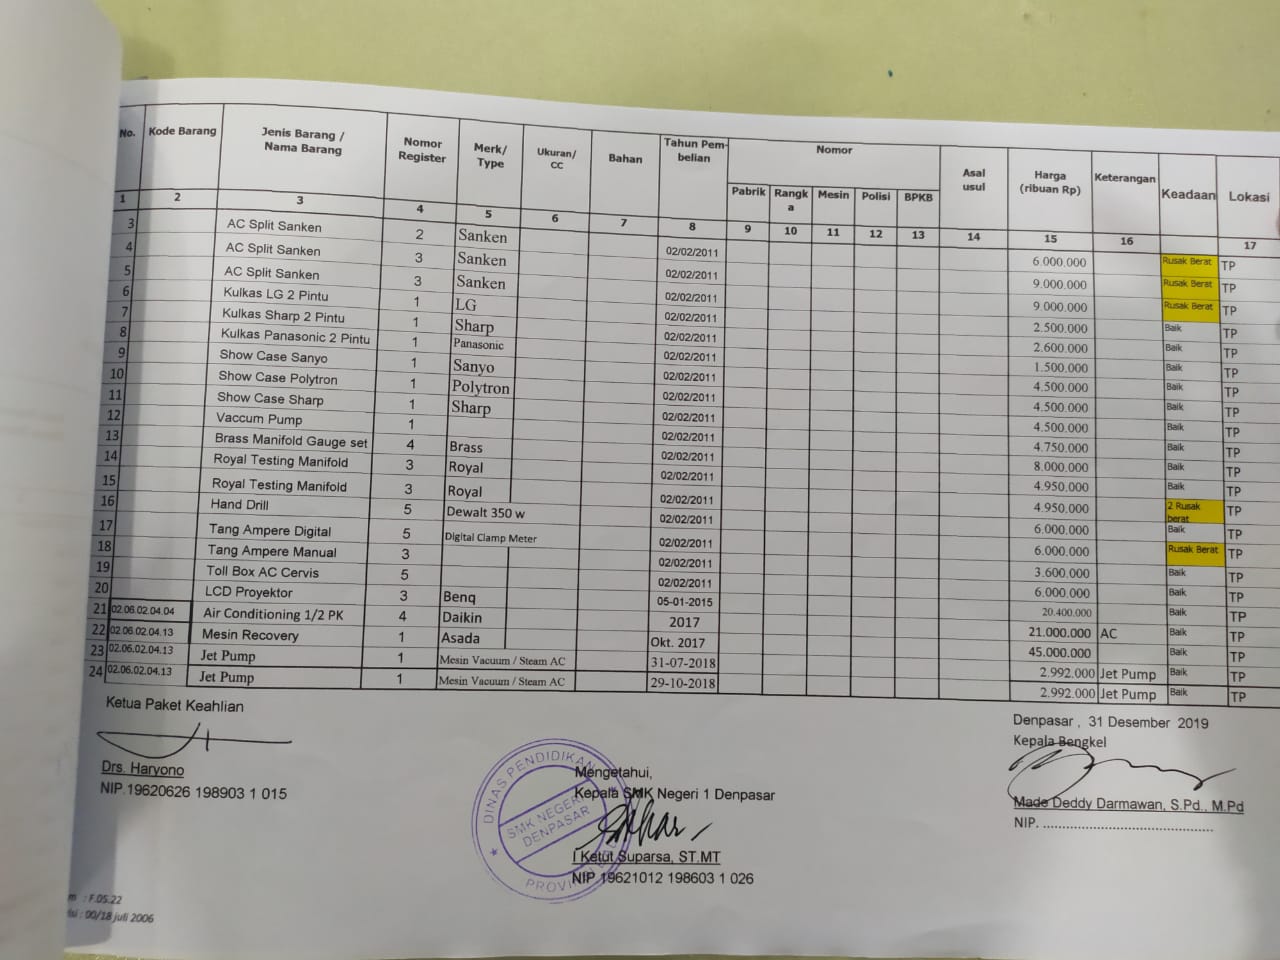 No. Kode Barang Jenis Barang / Nama Barang Nomor Register Merk/ Type Ukuran/ CC Bahan Tahun Pem-belian Nomor Asal usul Harga (ribuan Rp) Keterangan Keadaan Lokasi
Pabrik Rangka Mesin Polisi BPKB
1 2 3 4 5 6 7 8 9 10 11 12 13 14 15 16 17
3 AC Split Sanken 2 Sanken 02/02/2011 6.000.000 Rusak Berat TP
4 AC Split Sanken 3 Sanken 02/02/2011 9.000.000 Rusak Berat TP
5 AC Split Sanken 3 Sanken 02/02/2011 9.000.000 Rusak Berat TP
6 Kulkas LG 2 Pintu 1 LG 02/02/2011 2.500.000 Baik TP
7 Kulkas Sharp 2 Pintu 1 Sharp 02/02/2011 2.600.000 Baik TP
8 Kulkas Panasonic 2 Pintu 1 Panasonic 02/02/2011 1.500.000 Baik TP
9 Show Case Sanyo 1 Sanyo 02/02/2011 4.500.000 Baik TP
10 Show Case Polytron 1 Polytron 02/02/2011 4.500.000 Baik TP
11 Show Case Sharp 1 Sharp 02/02/2011 4.500.000 Baik TP
12 Vaccum Pump 1 02/02/2011 4.750.000 Baik TP
13 Brass Manifold Gauge set 4 Brass 02/02/2011 8.000.000 Baik TP
14 Royal Testing Manifold 3 Royal 02/02/2011 4.950.000 Baik TP
15 Royal Testing Manifold 3 Royal 02/02/2011 4.950.000 2 Rusak berat TP
16 Hand Drill 5 Dewalt 350 w 02/02/2011 6.000.000 Baik TP
17 Tang Ampere Digital 5 Digital Clamp Meter 02/02/2011 6.000.000 Rusak Berat TP
18 Tang Ampere Manual 3 02/02/2011 3.600.000 Baik TP
19 Toll Box AC Cervis 5 02/02/2011 6.000.000 Baik TP
20 LCD Proyektor 3 Benq 05-01-2015 20.400.000 Baik TP
21 02.06.02.04.04 Air Conditioning 1/2 PK 4 Daikin 2017 21.000.000 AC Baik TP
22 02.06.02.04.13 Mesin Recovery 1 Asada Okt. 2017 45.000.000 Baik TP
23 02.06.02.04.13 Jet Pump 1 Mesin Vacuum / Steam AC 31-07-2018 2.992.000 Jet Pump Baik TP
24 02.06.02.04.13 Jet Pump 1 Mesin Vacuum / Steam AC 29-10-2018 2.992.000 Jet Pump Baik TP
Ketua Paket Keahlian
Drs. Haryono
NIP.19620626 198903 1 015
Mengetahui,
Kepala SMK Negeri 1 Denpasar
DINAS PENDIDIKAN
SMK NEGERI
DENPASAR
I Ketut Suparsa, ST.MT
NIP 19621012 198603 1 026
Denpasar , 31 Desember 2019
Kepala Bengkel
Made Deddy Darmawan, S.Pd., M.Pd
NIP. ..........................................
: F.05.22
: 00/18 juli 2006